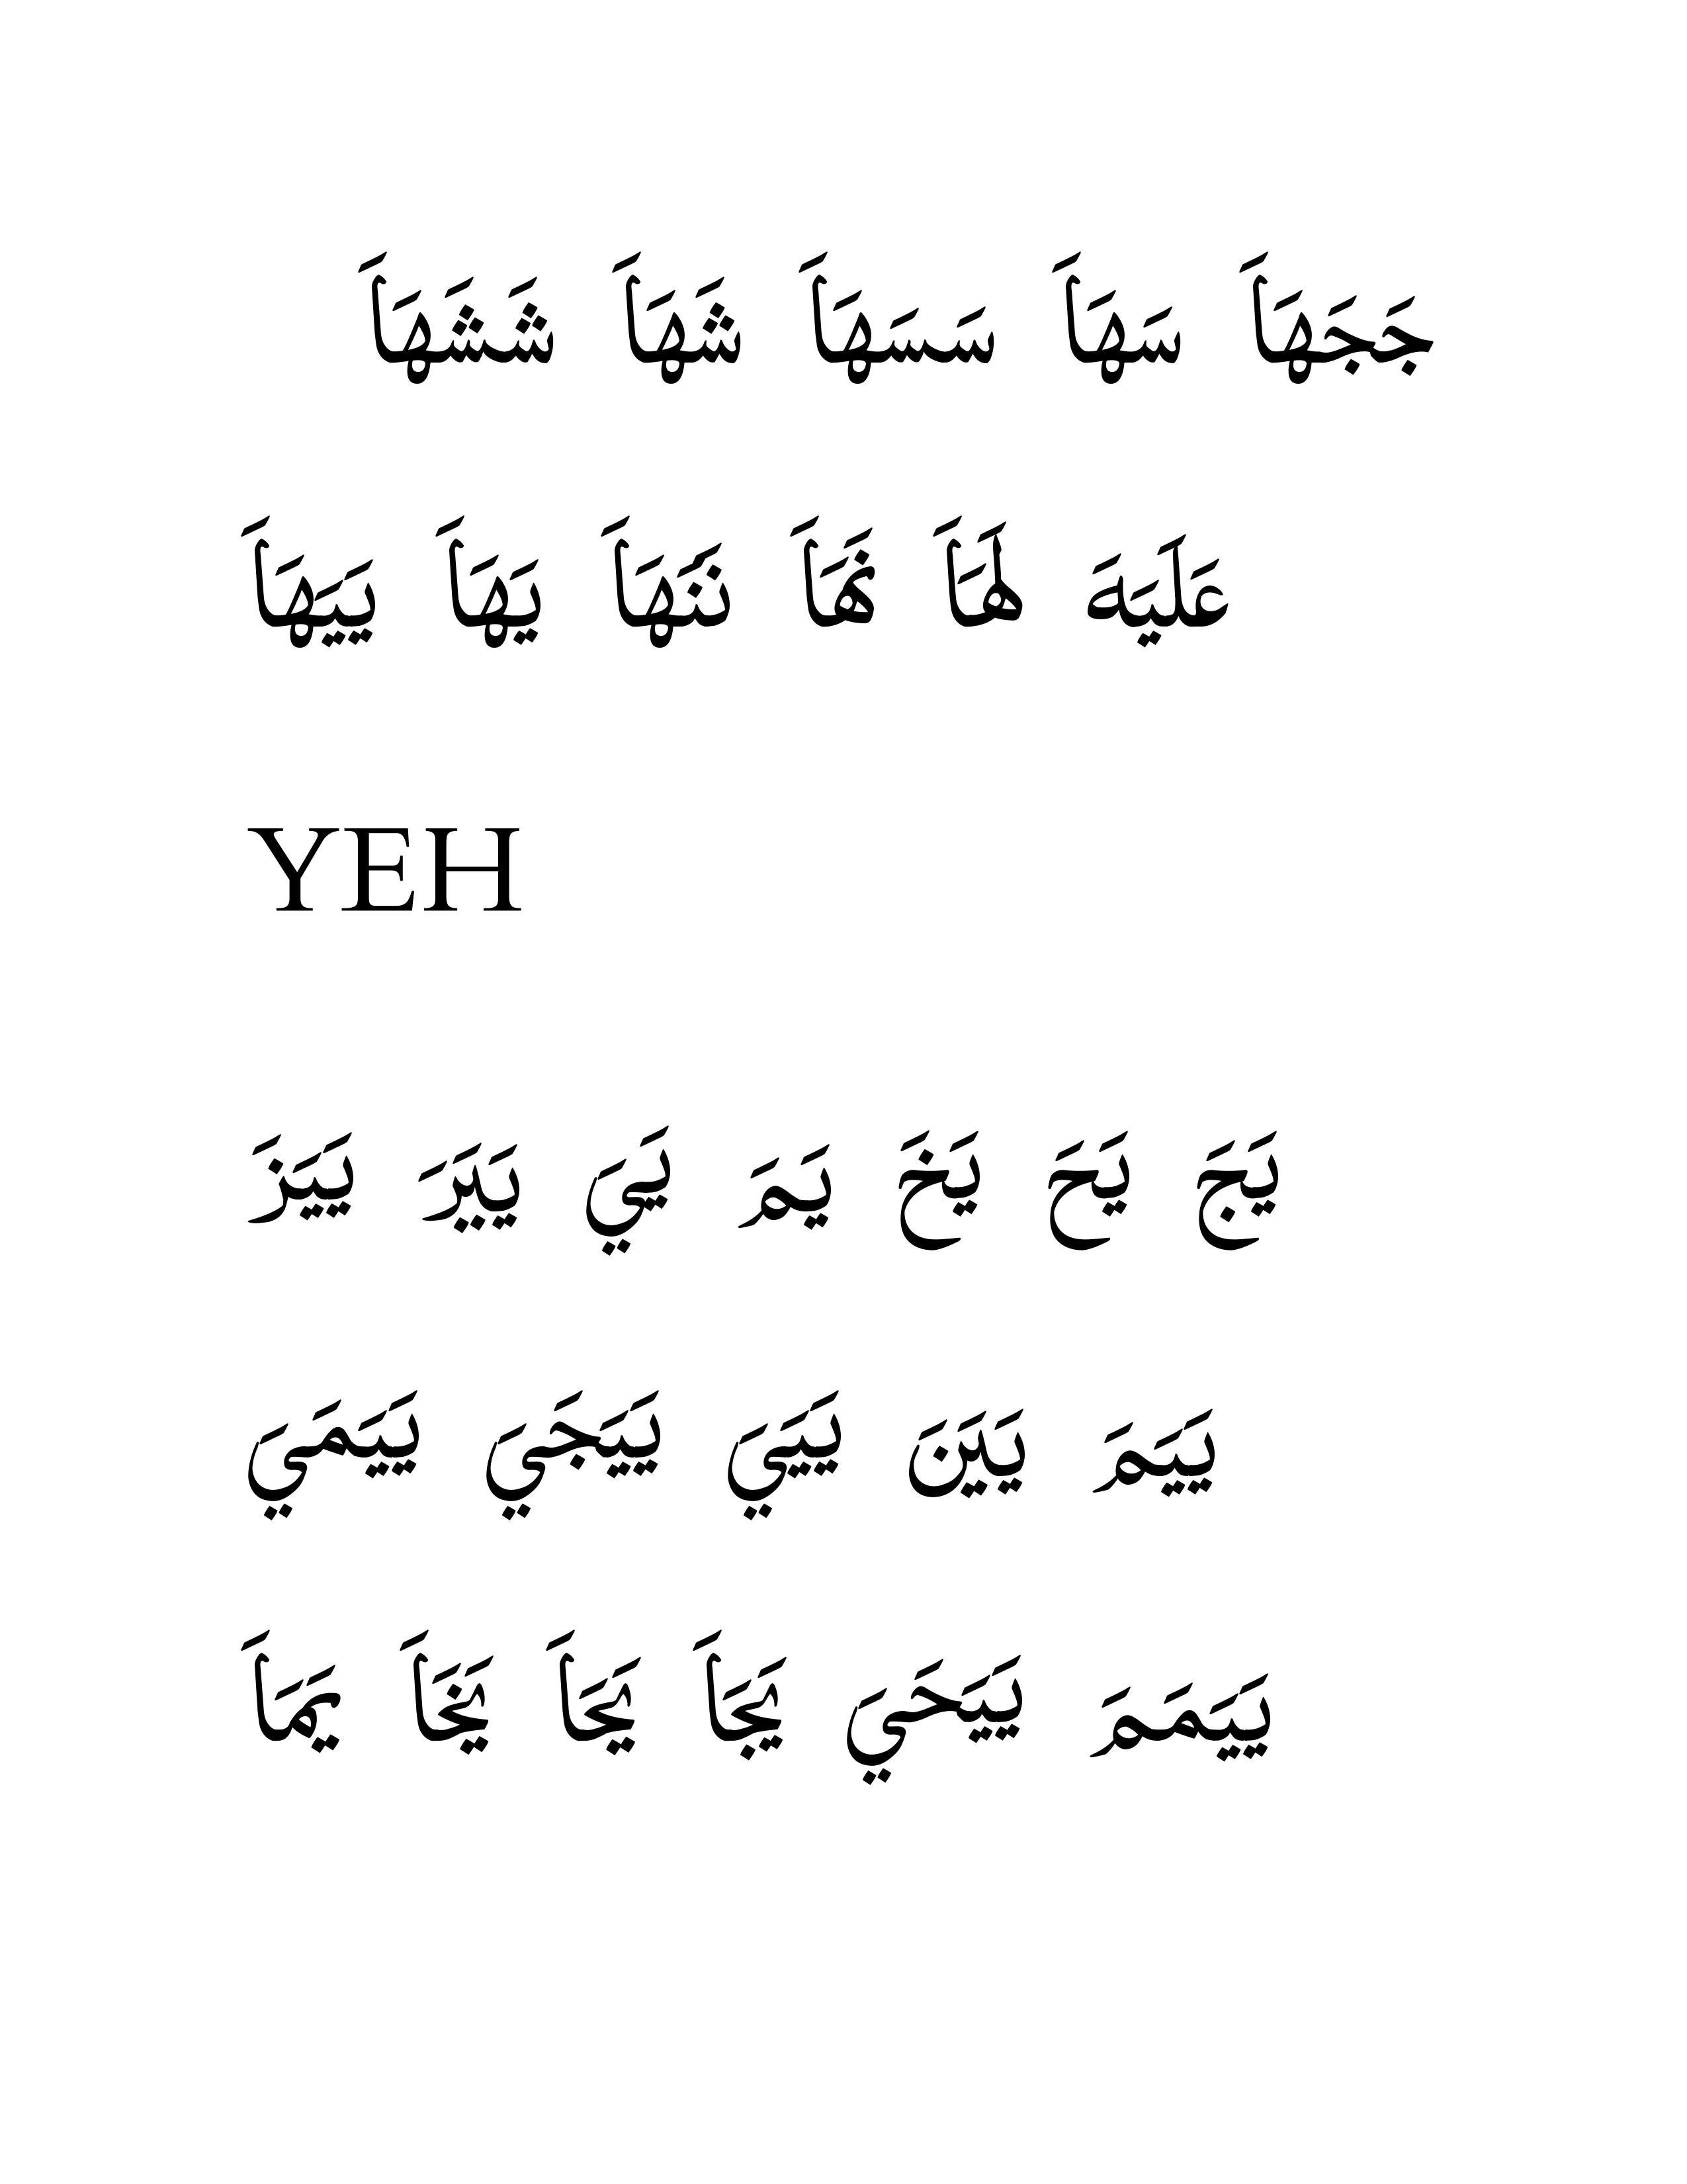 جَجَهَاَ سَهَاَ سَسَهَاَ شَهَاَ شَشَهَاَ
عَلَيَهَ لَهَاَ فَهَاَ نَهَاَ يَهَاَ يَيَهَاَ
YEH
يَجَ يَحَ يَخَ يَمَ يَيَ يَيَرَ يَيَزَ
يَيَمَ يَيَنَ يَيَيَ يَيَجَيَ يَيَمَيَ
يَيَمَمَ يَيَحَيَ يَجَاَ يَحَاَ يَخَاَ يَهَاَ